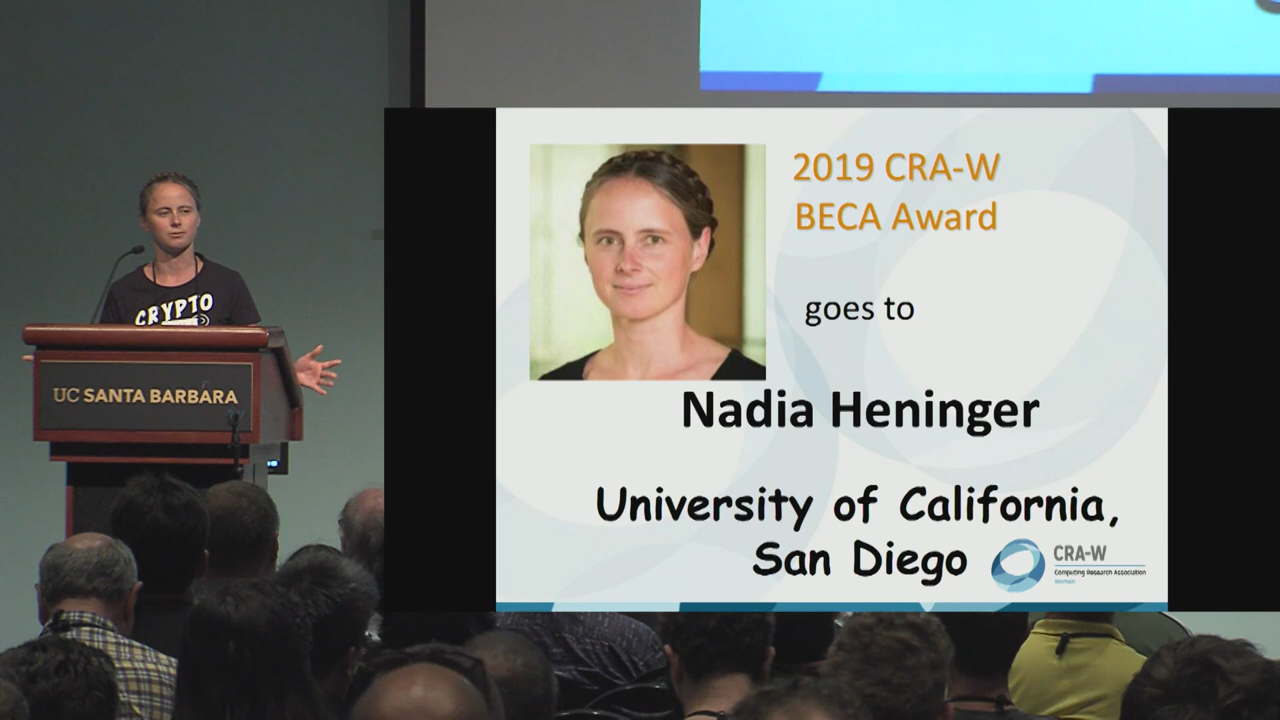 CRYPTO
UC SANTA BARBARA
2019 CRA-W
BECA Award
goes to
Nadia Heninger
University of California,
San Diego
CRA-W
Computing Research Association
Women